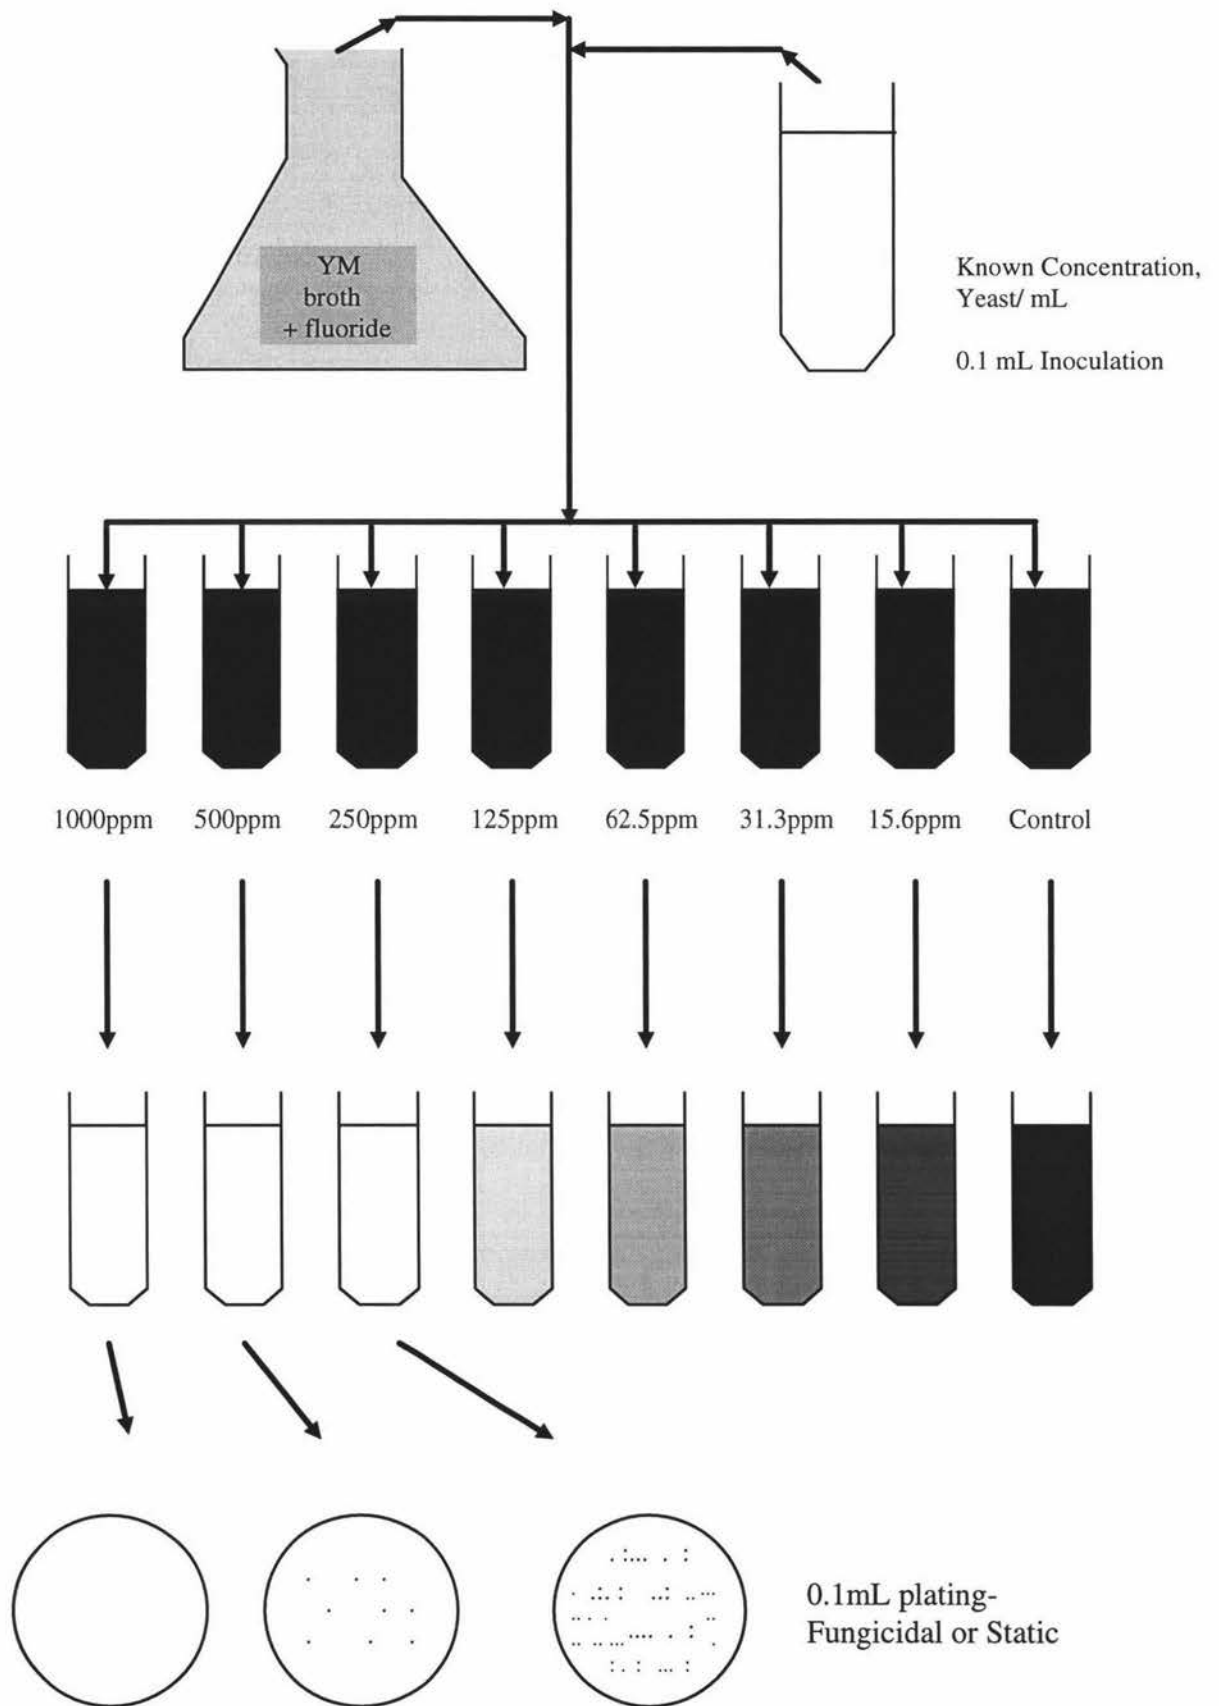 YM
broth
+ fluoride
Known Concentration,
Yeast/ mL
0.1 mL Inoculation
1000ppm 500ppm 250ppm 125ppm 62.5ppm 31.3ppm 15.6ppm Control
0.1mL plating-
Fungicidal or Static